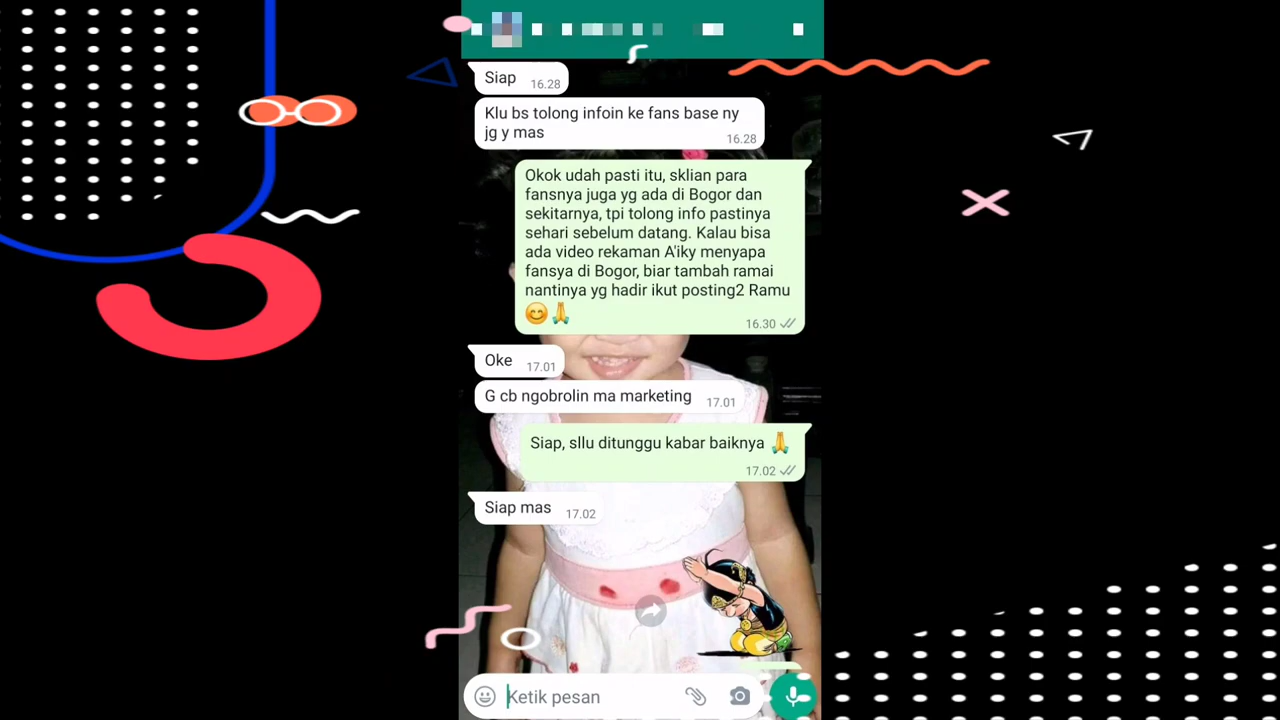 Siap 16.28
Klu bs tolong infoin ke fans base ny
jg y mas 16.28
Okok udah pasti itu, sklian para
fansnya juga yg ada di Bogor dan
sekitarnya, tpi tolong info pastinya
sehari sebelum datang. Kalau bisa
ada video rekaman A'iky menyapa
fansya di Bogor, biar tambah ramai
nantinya yg hadir ikut posting2 Ramu
😊🙏 16.30
Oke 17.01
G cb ngobrolin ma marketing 17.01
Siap, sllu ditunggu kabar baiknya 🙏
17.02
Siap mas 17.02
Ketik pesan